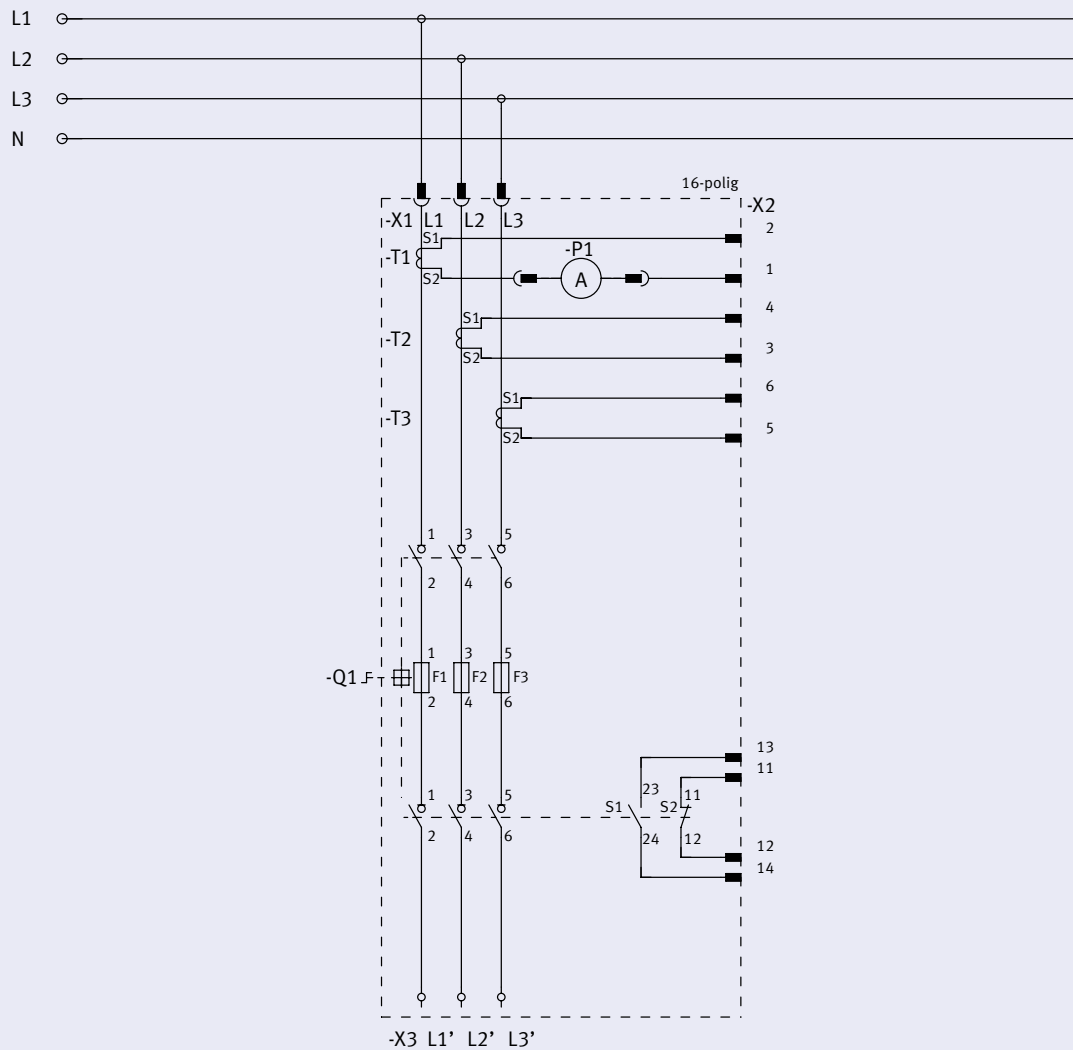 L1
L2
L3
N
16-polig
-X1 L1 L2 L3
-X2
S1
2
-T1
-P1
A
S2
1
S1
4
-T2
S2
3
S1
6
-T3
S2
5
1 3 5
2 4 6
1 3 5
-Q1 F1 F2 F3
2 4 6
13
11
23
1 3 5
S1 S2 11
2 4 6
24 12
12
14
-X3 L1’ L2’ L3’